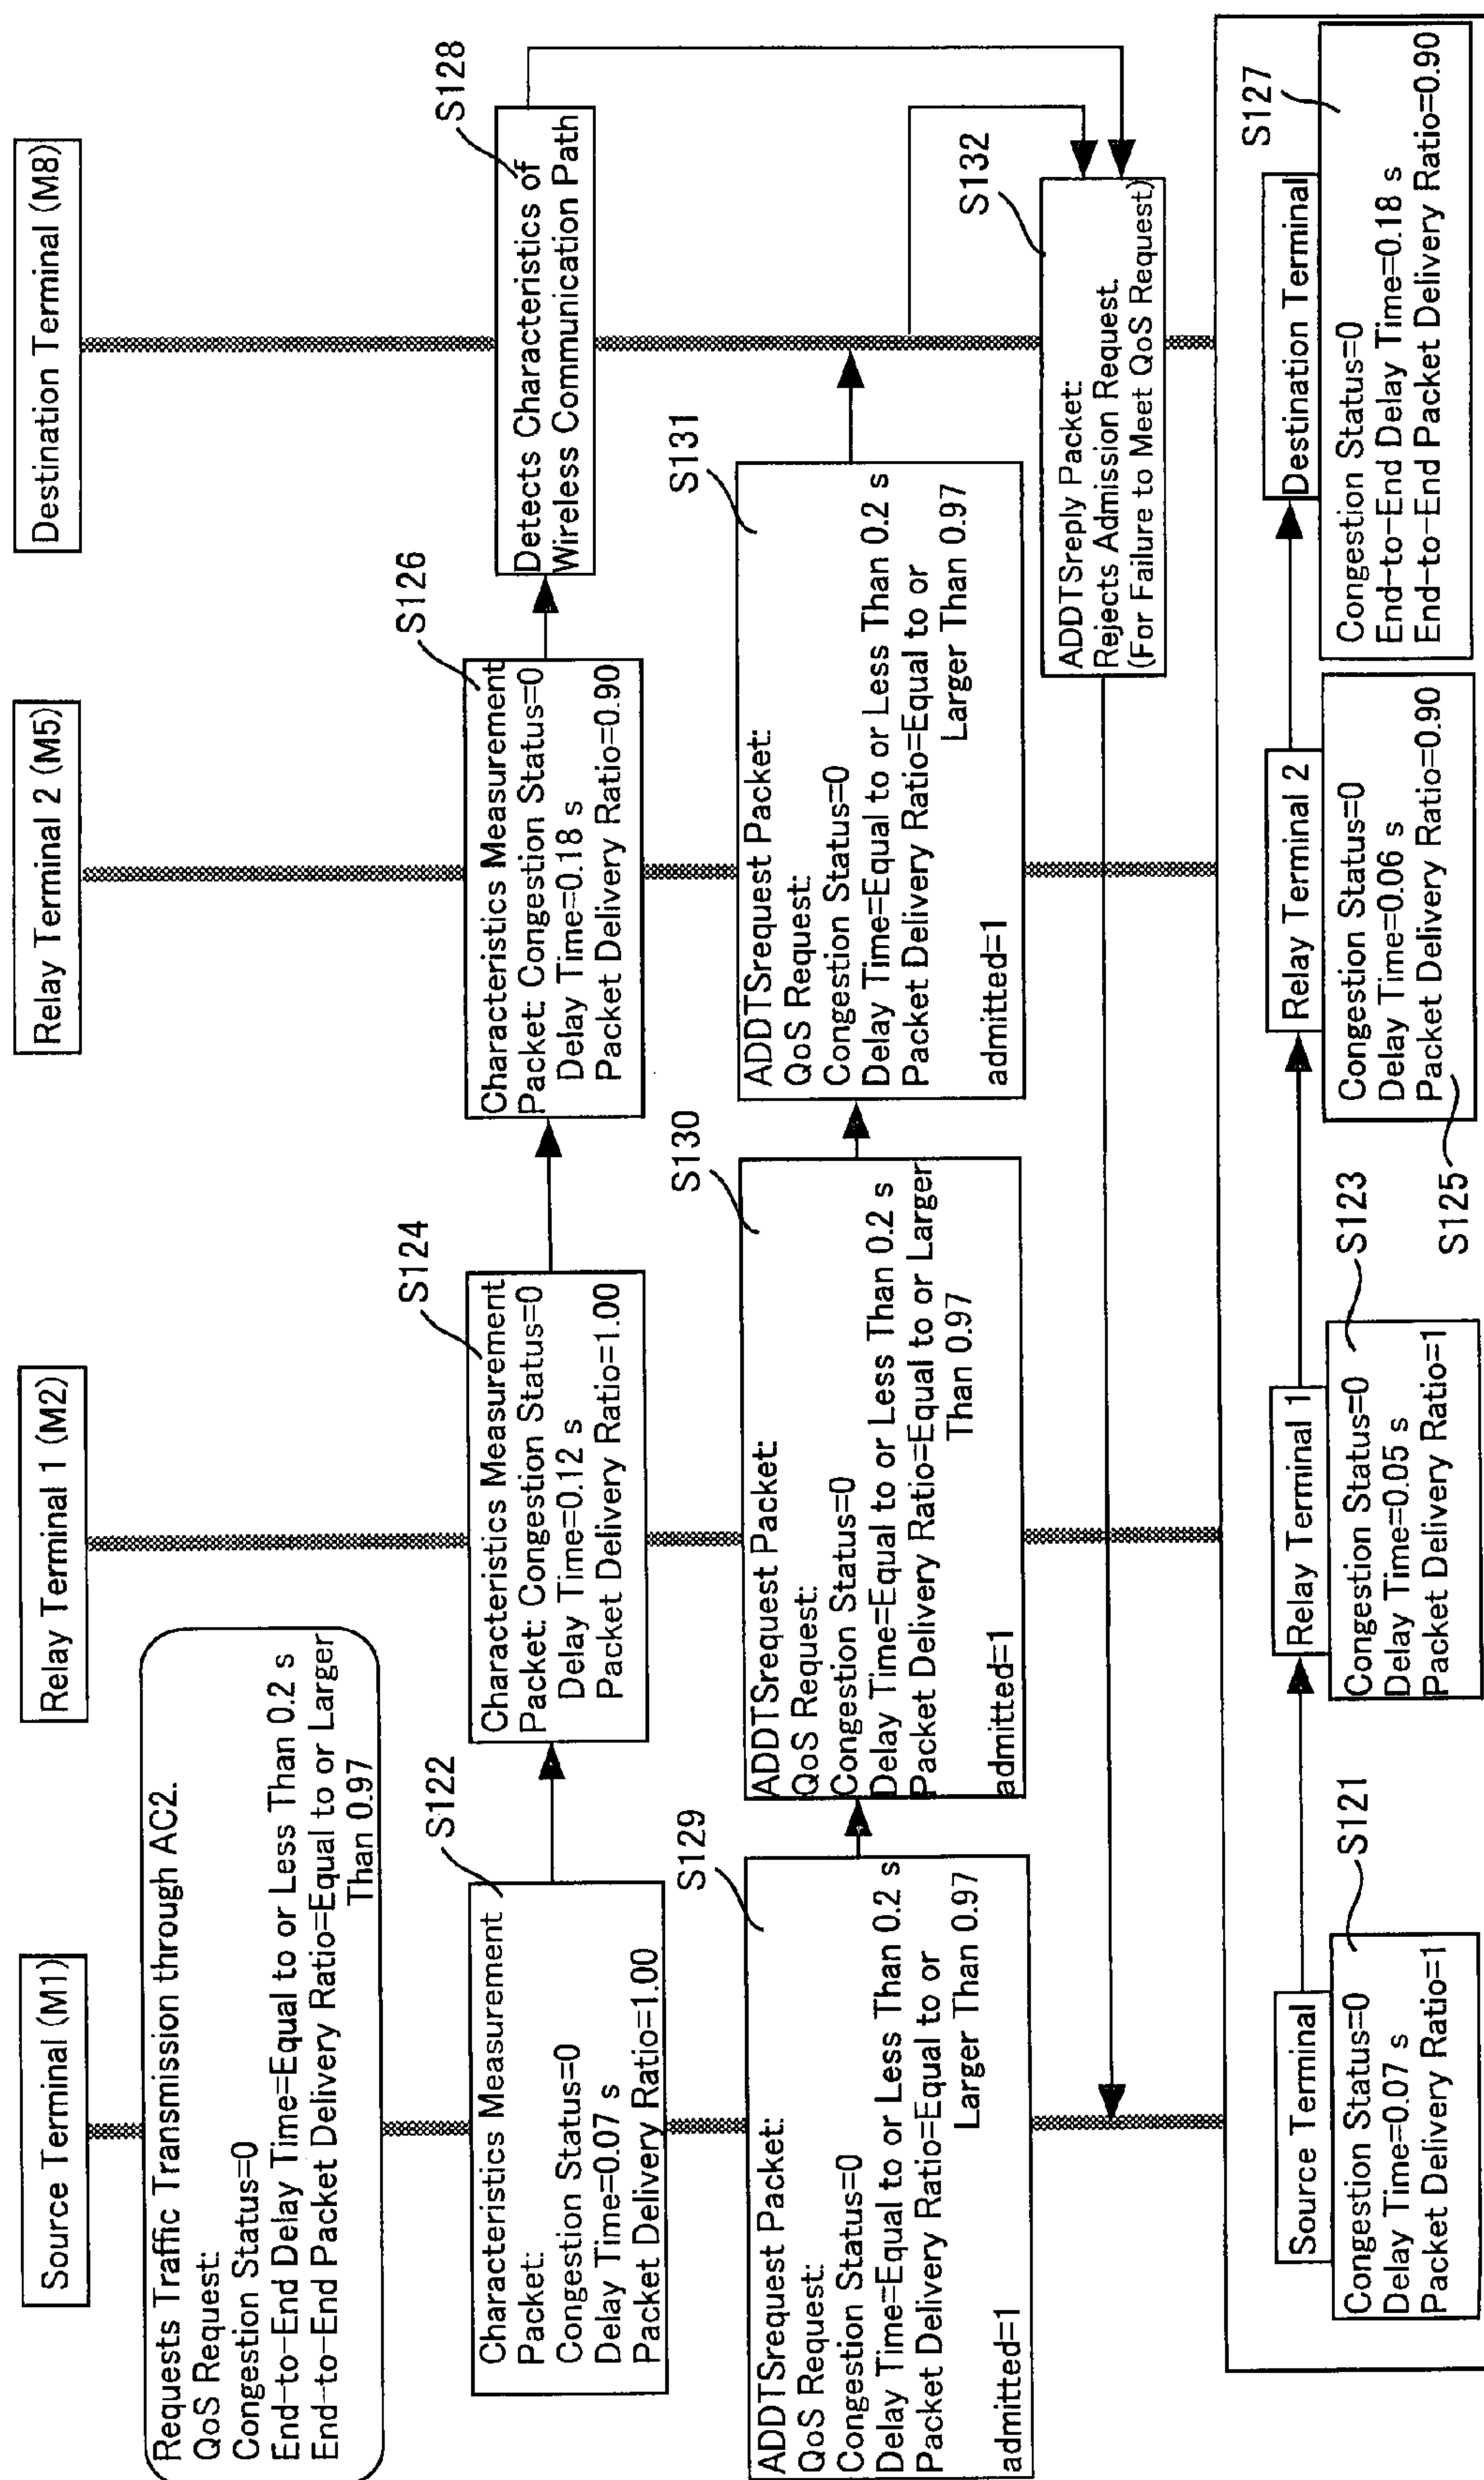 Source Terminal (M1)
Relay Terminal 1 (M2)
Relay Terminal 2 (M5)
Destination Terminal (M8)
Requests Traffic Transmission through AC2.
QoS Request:
Congestion Status=0
End-to-End Delay Time=Equal to or Less Than 0.2 s
End-to-End Packet Delivery Ratio=Equal to or Larger
Than 0.97
S122
Characteristics Measurement
Packet:
Congestion Status=0
Delay Time=0.07 s
Packet Delivery Ratio=1.00
S124
Characteristics Measurement
Packet: Congestion Status=0
Delay Time=0.12 s
Packet Delivery Ratio=1.00
S126
Characteristics Measurement
Packet: Congestion Status=0
Delay Time=0.18 s
Packet Delivery Ratio=0.90
S128
Detects Characteristics of
Wireless Communication Path
S129
ADDTSrequest Packet:
QoS Request:
Congestion Status=0
Delay Time=Equal to or Less Than 0.2 s
Packet Delivery Ratio=Equal to or
Larger Than 0.97
admitted=1
S130
ADDTSrequest Packet:
QoS Request:
Congestion Status=0
Delay Time=Equal to or Less Than 0.2 s
Packet Delivery Ratio=Equal to or Larger
Than 0.97
admitted=1
S131
ADDTSrequest Packet:
QoS Request:
Congestion Status=0
Delay Time=Equal to or Less Than 0.2 s
Packet Delivery Ratio=Equal to or
Larger Than 0.97
admitted=1
S132
ADDTSreply Packet:
Rejects Admission Request.
(For Failure to Meet QoS Request)
Source Terminal
S121
Congestion Status=0
Delay Time=0.07 s
Packet Delivery Ratio=1
Relay Terminal 1
S123
Congestion Status=0
Delay Time=0.05 s
Packet Delivery Ratio=1
Relay Terminal 2
Congestion Status=0
Delay Time=0.06 s
Packet Delivery Ratio=0.90
S125
Destination Terminal
S127
Congestion Status=0
End-to-End Delay Time=0.18 s
End-to-End Packet Delivery Ratio=0.90